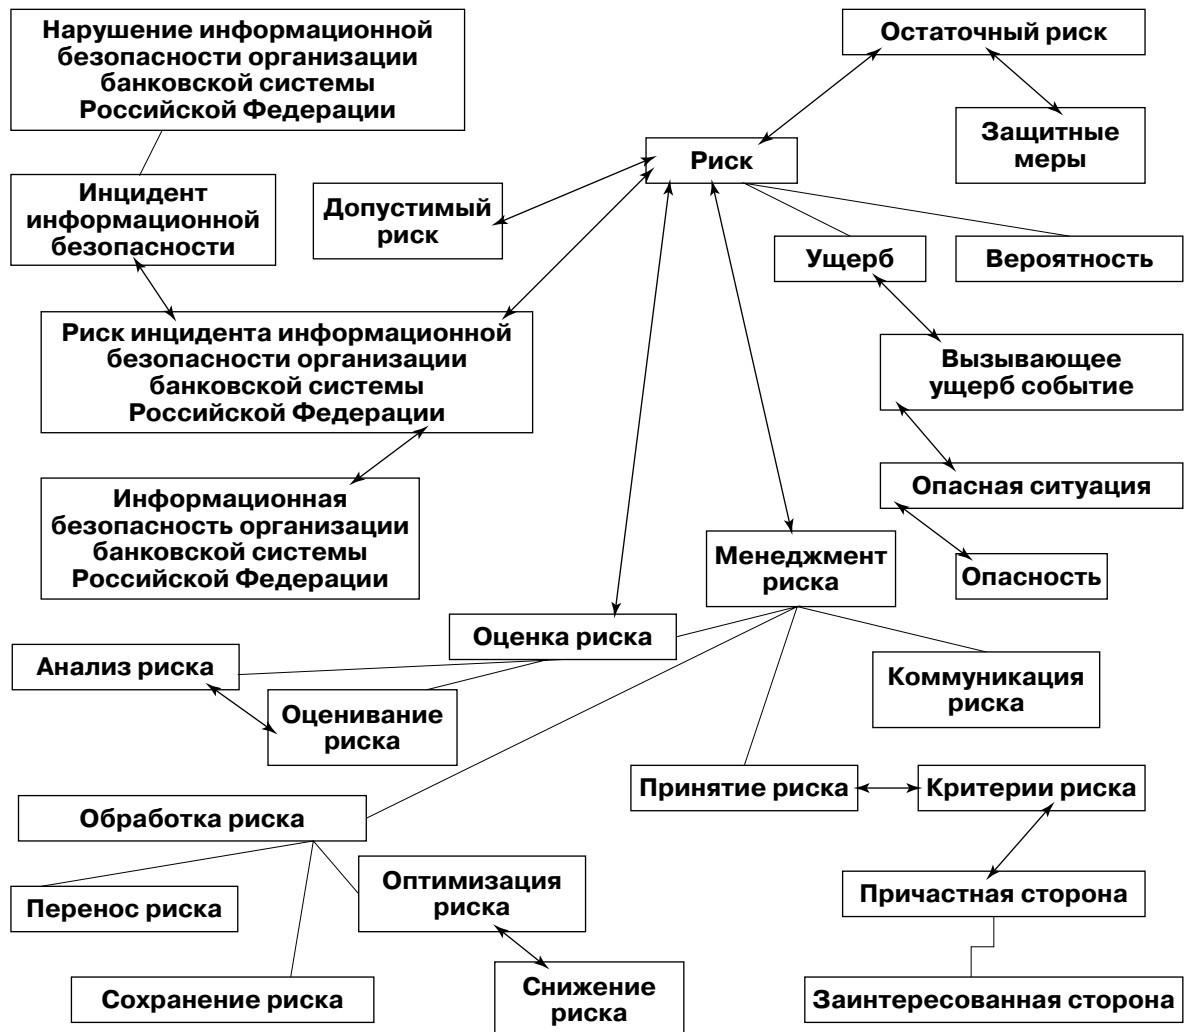 Нарушение информационной
безопасности организации
банковской системы
Российской Федерации
Остаточный риск
Защитные
меры
Риск
Инцидент
информационной
безопасности
Допустимый
риск
Ущерб
Вероятность
Риск инцидента информационной
безопасности организации
банковской системы
Российской Федерации
Вызывающее
ущерб событие
Опасная ситуация
Информационная
безопасность организации
банковской системы
Российской Федерации
Менеджмент
риска
Опасность
Оценка риска
Анализ риска
Коммуникация
риска
Оценивание
риска
Принятие риска
Критерии риска
Обработка риска
Оптимизация
риска
Причастная сторона
Перенос риска
Сохранение риска
Снижение
риска
Заинтересованная сторона